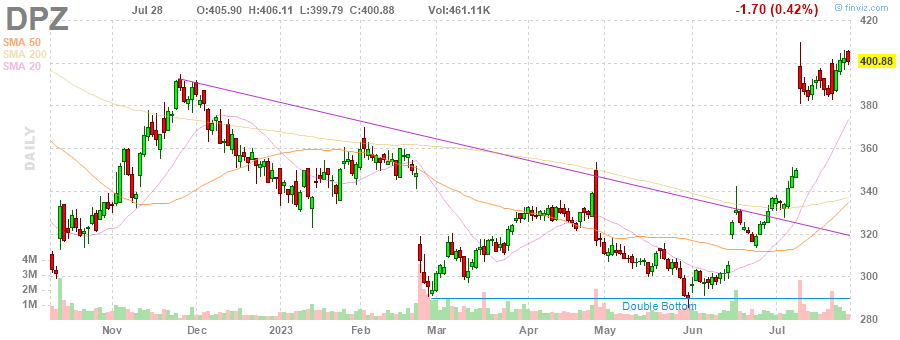 DPZ
Jul 28 O:405.90 H:406.11 L:399.79 C:400.88 Vol:461.11K -1.70 (0.42%)
finviz.com
SMA 50
SMA 200
SMA 20
DAILY
420
400.88
380
360
340
320
300
280
4M
3M
2M
1M
Double Bottom
Nov Dec 2023 Feb Mar Apr May Jun Jul